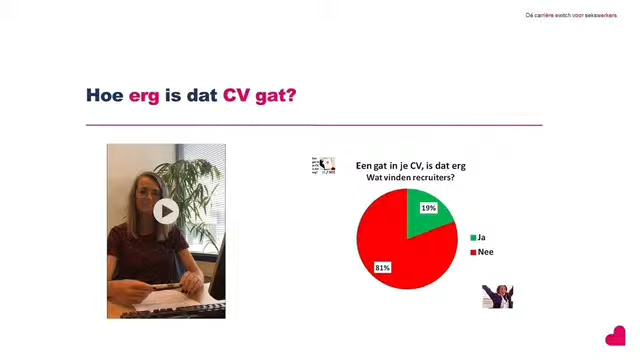 Dé carrière switch voor sekswerkers
Hoe erg is dat CV gat?
Een gat in je CV, is dat erg
Wat vinden recruiters?
19%
81%
Ja
Nee